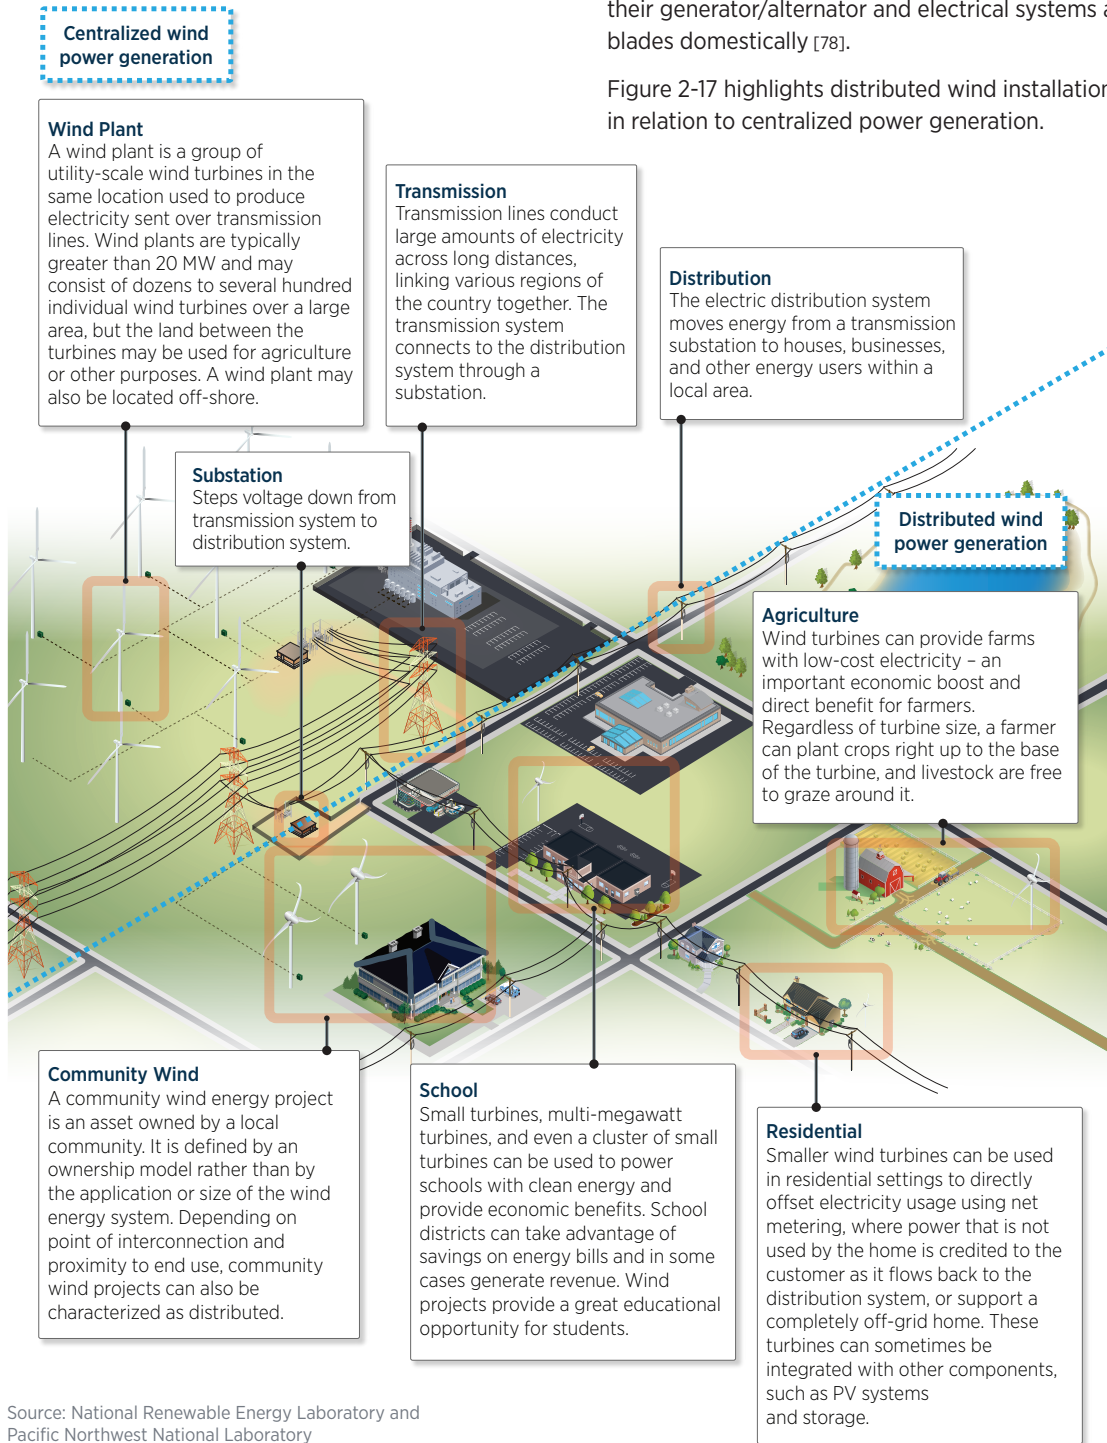 their generator/alternator and electrical systems
blades domestically [78].
Figure 2-17 highlights distributed wind installation
in relation to centralized power generation.
Centralized wind
power generation
Wind Plant
A wind plant is a group of
utility-scale wind turbines in the
same location used to produce
electricity sent over transmission
lines. Wind plants are typically
greater than 20 MW and may
consist of dozens to several hundred
individual wind turbines over a large
area, but the land between the
turbines may be used for agriculture
or other purposes. A wind plant may
also be located off-shore.
Transmission
Transmission lines conduct
large amounts of electricity
across long distances,
linking various regions of
the country together. The
transmission system
connects to the distribution
system through a
substation.
Distribution
The electric distribution system
moves energy from a transmission
substation to houses, businesses,
and other energy users within a
local area.
Substation
Steps voltage down from
transmission system to
distribution system.
Distributed wind
power generation
Agriculture
Wind turbines can provide farms
with low-cost electricity – an
important economic boost and
direct benefit for farmers.
Regardless of turbine size, a farmer
can plant crops right up to the base
of the turbine, and livestock are free
to graze around it.
Community Wind
A community wind energy project
is an asset owned by a local
community. It is defined by an
ownership model rather than by
the application or size of the wind
energy system. Depending on
point of interconnection and
proximity to end use, community
wind projects can also be
characterized as distributed.
School
Small turbines, multi-megawatt
turbines, and even a cluster of small
turbines can be used to power
schools with clean energy and
provide economic benefits. School
districts can take advantage of
savings on energy bills and in some
cases generate revenue. Wind
projects provide a great educational
opportunity for students.
Residential
Smaller wind turbines can be used
in residential settings to directly
offset electricity usage using net
metering, where power that is not
used by the home is credited to the
customer as it flows back to the
distribution system, or support a
completely off-grid home. These
turbines can sometimes be
integrated with other components,
such as PV systems
and storage.
Source: National Renewable Energy Laboratory and
Pacific Northwest National Laboratory